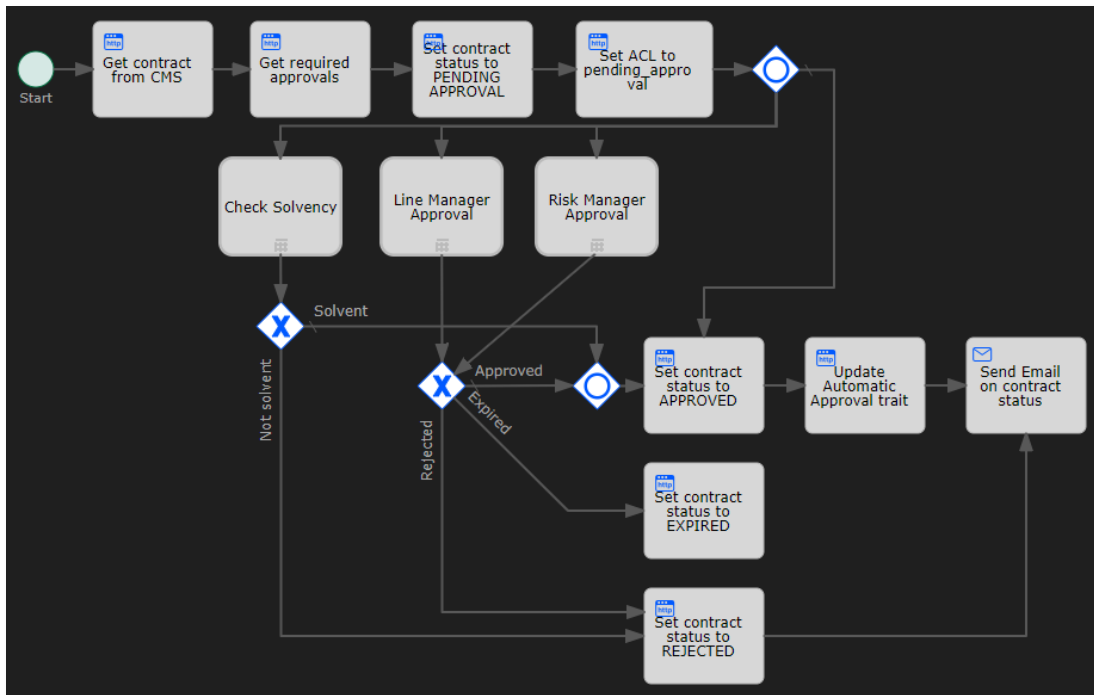 http
http
http
http
Get contract
from CMS
Get required
approvals
Set contract
status to
PENDING
APPROVAL
Set ACL to
pending_appro
val
Start
Check Solvency
Line Manager
Approval
Risk Manager
Approval
Solvent
Not solvent
Approved
Expired
Rejected
http
Set contract
status to
APPROVED
http
Update
Automatic
Approval trait
Send Email
on contract
status
http
Set contract
status to
EXPIRED
http
Set contract
status to
REJECTED